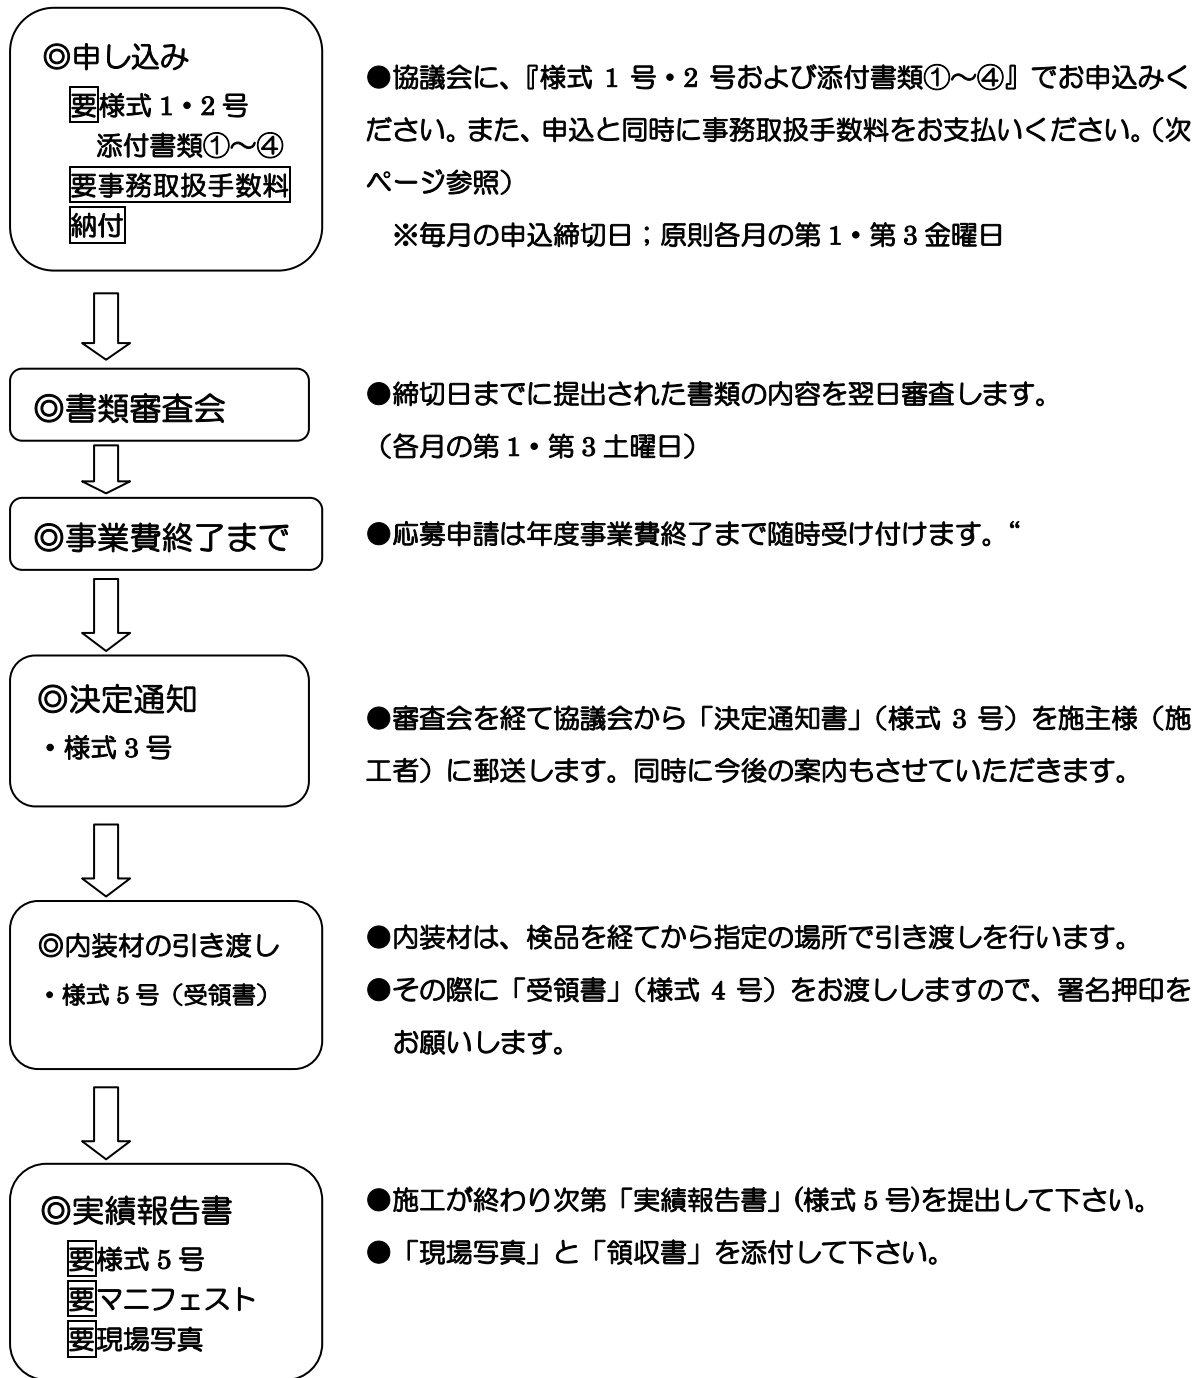 ◎申し込み
要様式1・2号
添付書類①～④
要事務取扱手数料
納付
●協議会に、『様式 1 号・2 号および添付書類①～④』でお申込みく
ださい。また、申込と同時に事務取扱手数料をお支払いください。（次
ページ参照）
※毎月の申込締切日；原則各月の第1・第3金曜日
◎書類審査会
●締切日までに提出された書類の内容を翌日審査します。
（各月の第1・第3土曜日）
◎事業費終了まで
●応募申請は年度事業費終了まで随時受け付けます。“
◎決定通知
・様式3号
●審査会を経て協議会から「決定通知書」（様式 3 号）を施主様（施
工者）に郵送します。同時に今後の案内もさせていただきます。
◎内装材の引き渡し
・様式5号（受領書）
●内装材は、検品を経てから指定の場所で引き渡しを行います。
●その際に「受領書」（様式 4 号）をお渡ししますので、署名押印を
お願いします。
◎実績報告書
要様式5号
要マニフェスト
要現場写真
●施工が終わり次第「実績報告書」(様式5号)を提出して下さい。
●「現場写真」と「領収書」を添付して下さい。